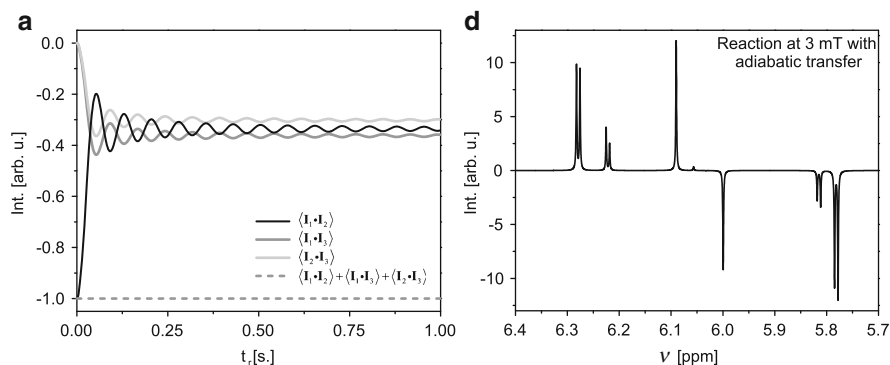 a
0.0
-0.2
-0.4
-0.6
-0.8
-1.0
Int. [arb. u.]
⟨I₁•I₂⟩
⟨I₁•I₃⟩
⟨I₂•I₃⟩
⟨I₁•I₂⟩+⟨I₁•I₃⟩+⟨I₂•I₃⟩
0.00 0.25 0.50 0.75 1.00
tᵣ[s.]
d
Reaction at 3 mT with
adiabatic transfer
10
5
0
-5
-10
Int. [arb. u.]
6.4 6.3 6.2 6.1 6.0 5.9 5.8 5.7
ν [ppm]